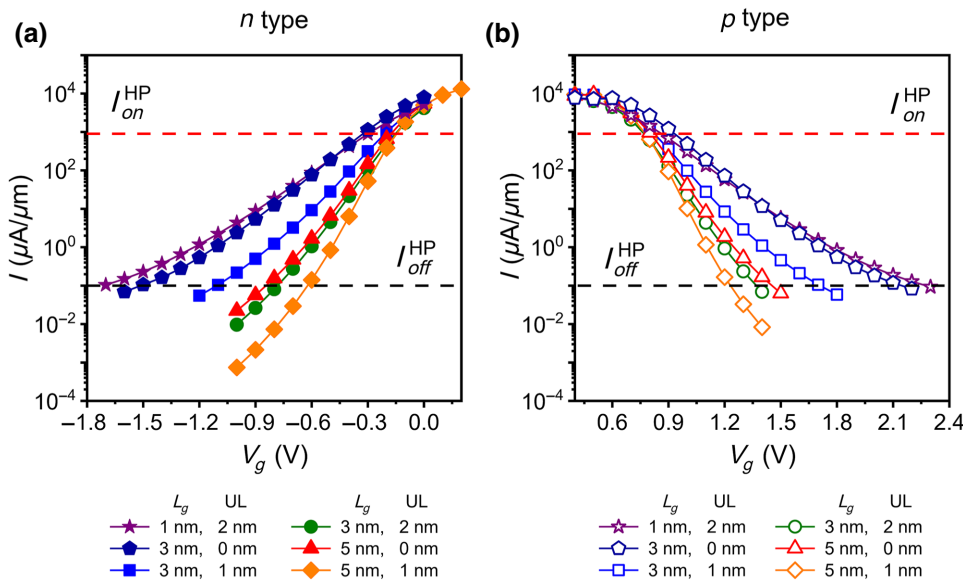 n type
p type
(a)
(b)
I on HP
I off HP
I on HP
I off HP
I (μA/μm)
10^4
10^2
10^0
10^−2
10^−4
−1.8 −1.5 −1.2 −0.9 −0.6 −0.3 0.0
V_g (V)
10^4
10^2
10^0
10^−2
10^−4
0.6 0.9 1.2 1.5 1.8 2.1 2.4
V_g (V)
L_g UL L_g UL
1 nm, 2 nm 3 nm, 2 nm
3 nm, 0 nm 5 nm, 0 nm
3 nm, 1 nm 5 nm, 1 nm
L_g UL L_g UL
1 nm, 2 nm 3 nm, 2 nm
3 nm, 0 nm 5 nm, 0 nm
3 nm, 1 nm 5 nm, 1 nm